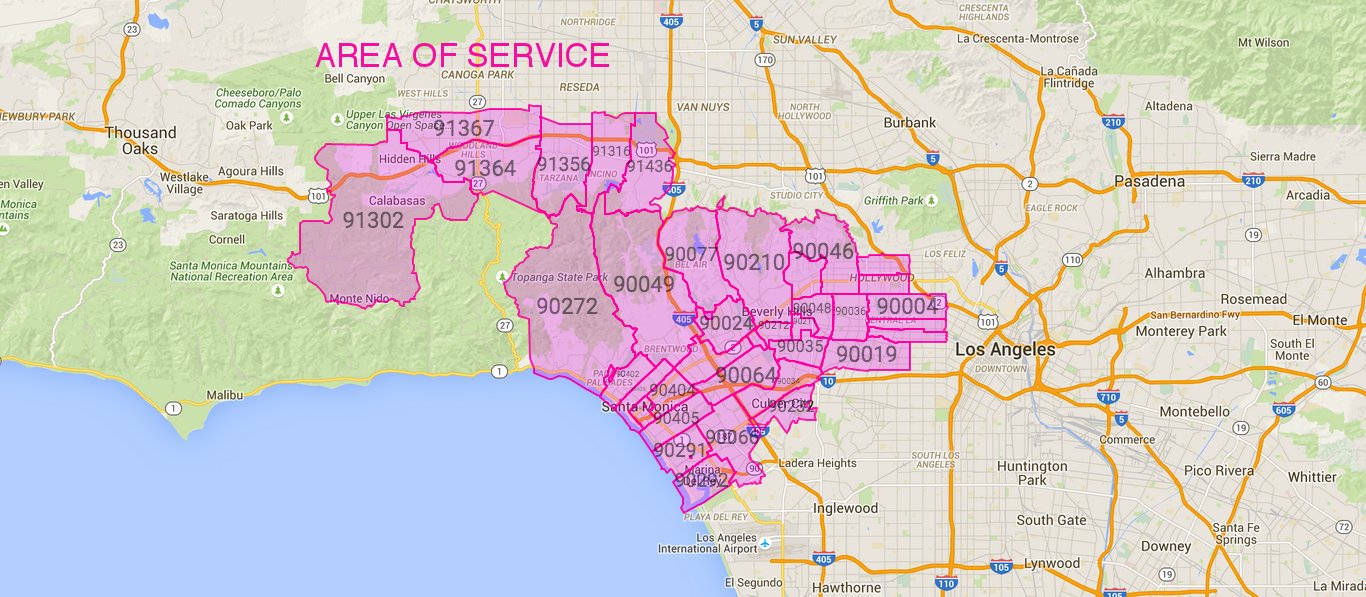 CHATSWORTH
23
NORTHRIDGE
405
5
CRESCENTA
HIGHLANDS
La Crescenta-Montrose
SUN VALLEY
Mt Wilson
AREA OF SERVICE
170
Bell Canyon
CANOGA PARK
La Cañada
Flintridge
RESEDA
Cheeseboro/Palo
Comado Canyons
WEST HILLS
27
VAN NUYS
NORTH
HOLLYWOOD
Altadena
NEWBURY PARK
Upper Las Virgenes
Canyon Open Space
Oak Park
91367
Burbank
210
Thousand
Oaks
WOODLAND
HILLS
91316
101
Hidden Hills
91364
91356
91436
5
Sierra Madre
Agoura Hills
TARZANA
ENCINO
101
Westlake
Village
27
405
2
Pasadena
210
Arcadia
101
Calabasas
STUDIO CITY
Griffith Park
EAGLE ROCK
Saratoga Hills
91302
Cornell
23
19
90077
90046
LOS FELIZ
110
Santa Monica Mountains
National Recreation Area
BEL AIR
90210
5
Alhambra
Topanga State Park
90049
HOLLYWOOD
Monte Nido
90272
Rosemead
90004
2
Beverly Hills
90048
90036
San Bernardino Fwy
27
405
90024
90212
CENTRAL LA
101
El Monte
Monterey Park
BRENTWOOD
2
90035
90019
Los Angeles
South El
Monte
DOWNTOWN
1
PACIFIC
PALISADES
90402
90064
90034
10
60
Malibu
1
90404
710
Santa Monica
90405
Culver City
90232
5
Montebello
605
90066
19
Commerce
1
90291
SOUTH LOS
ANGELES
Marina
Del Rey
90292
90
Ladera Heights
Huntington
Park
Pico Rivera
Whittier
PLAYA DEL REY
Inglewood
South Gate
Los Angeles
International Airport
Santa Fe
Springs
72
Downey
405
105
Lynwood
19
El Segundo
110
Hawthorne
105
La Mirada